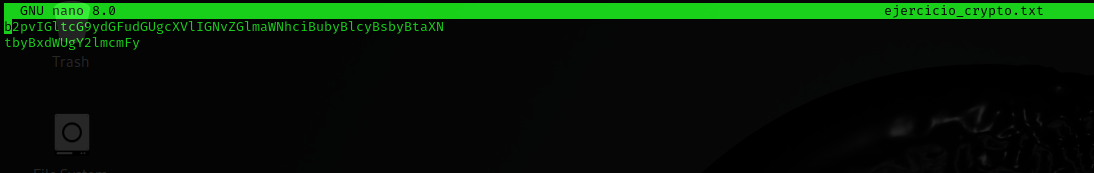 GNU nano 8.0 ejercicio_crypto.txt
b2pvIGltcG9ydGFudGUgcXVlIGNvZGlmaWNhciBubyBlcyBsbyBtaXN
tbyBxdWUgY2lmcmFy
Trash
File System